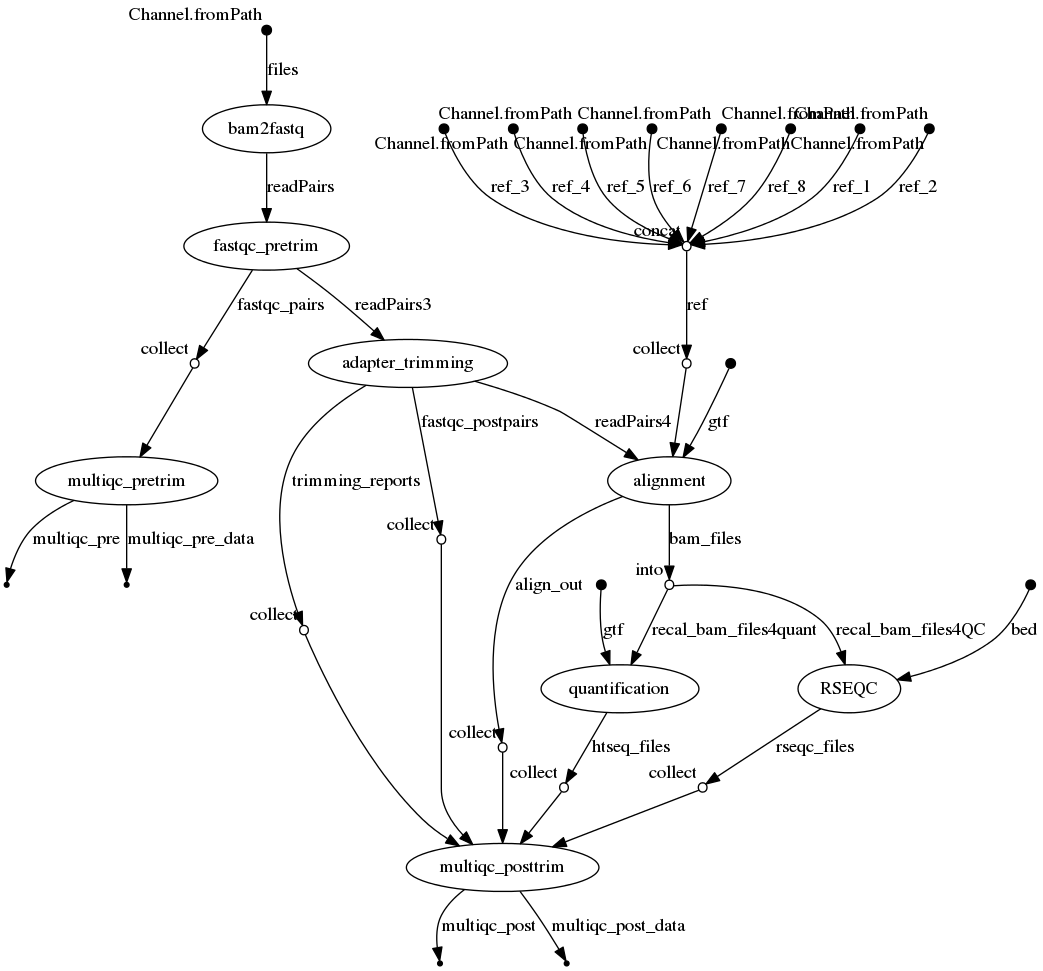 Channel.fromPath
files
bam2fastq
readPairs
fastqc_pretrim
Channel.fromPath
Channel.fromPath
Channel.fromPath
Channel.fromPath
Channel.fromPath
Channel.fromPath
Channel.fromPath
Channel.fromPath
ref_3
ref_4
ref_5
ref_6
ref_7
ref_8
ref_1
ref_2
concat
fastqc_pairs
readPairs3
ref
collect
adapter_trimming
collect
gtf
fastqc_postpairs
readPairs4
multiqc_pretrim
trimming_reports
alignment
collect
multiqc_pre
multiqc_pre_data
bam_files
into
align_out
collect
gtf
recal_bam_files4quant
recal_bam_files4QC
bed
quantification
RSEQC
collect
htseq_files
rseqc_files
collect
collect
multiqc_posttrim
multiqc_post
multiqc_post_data